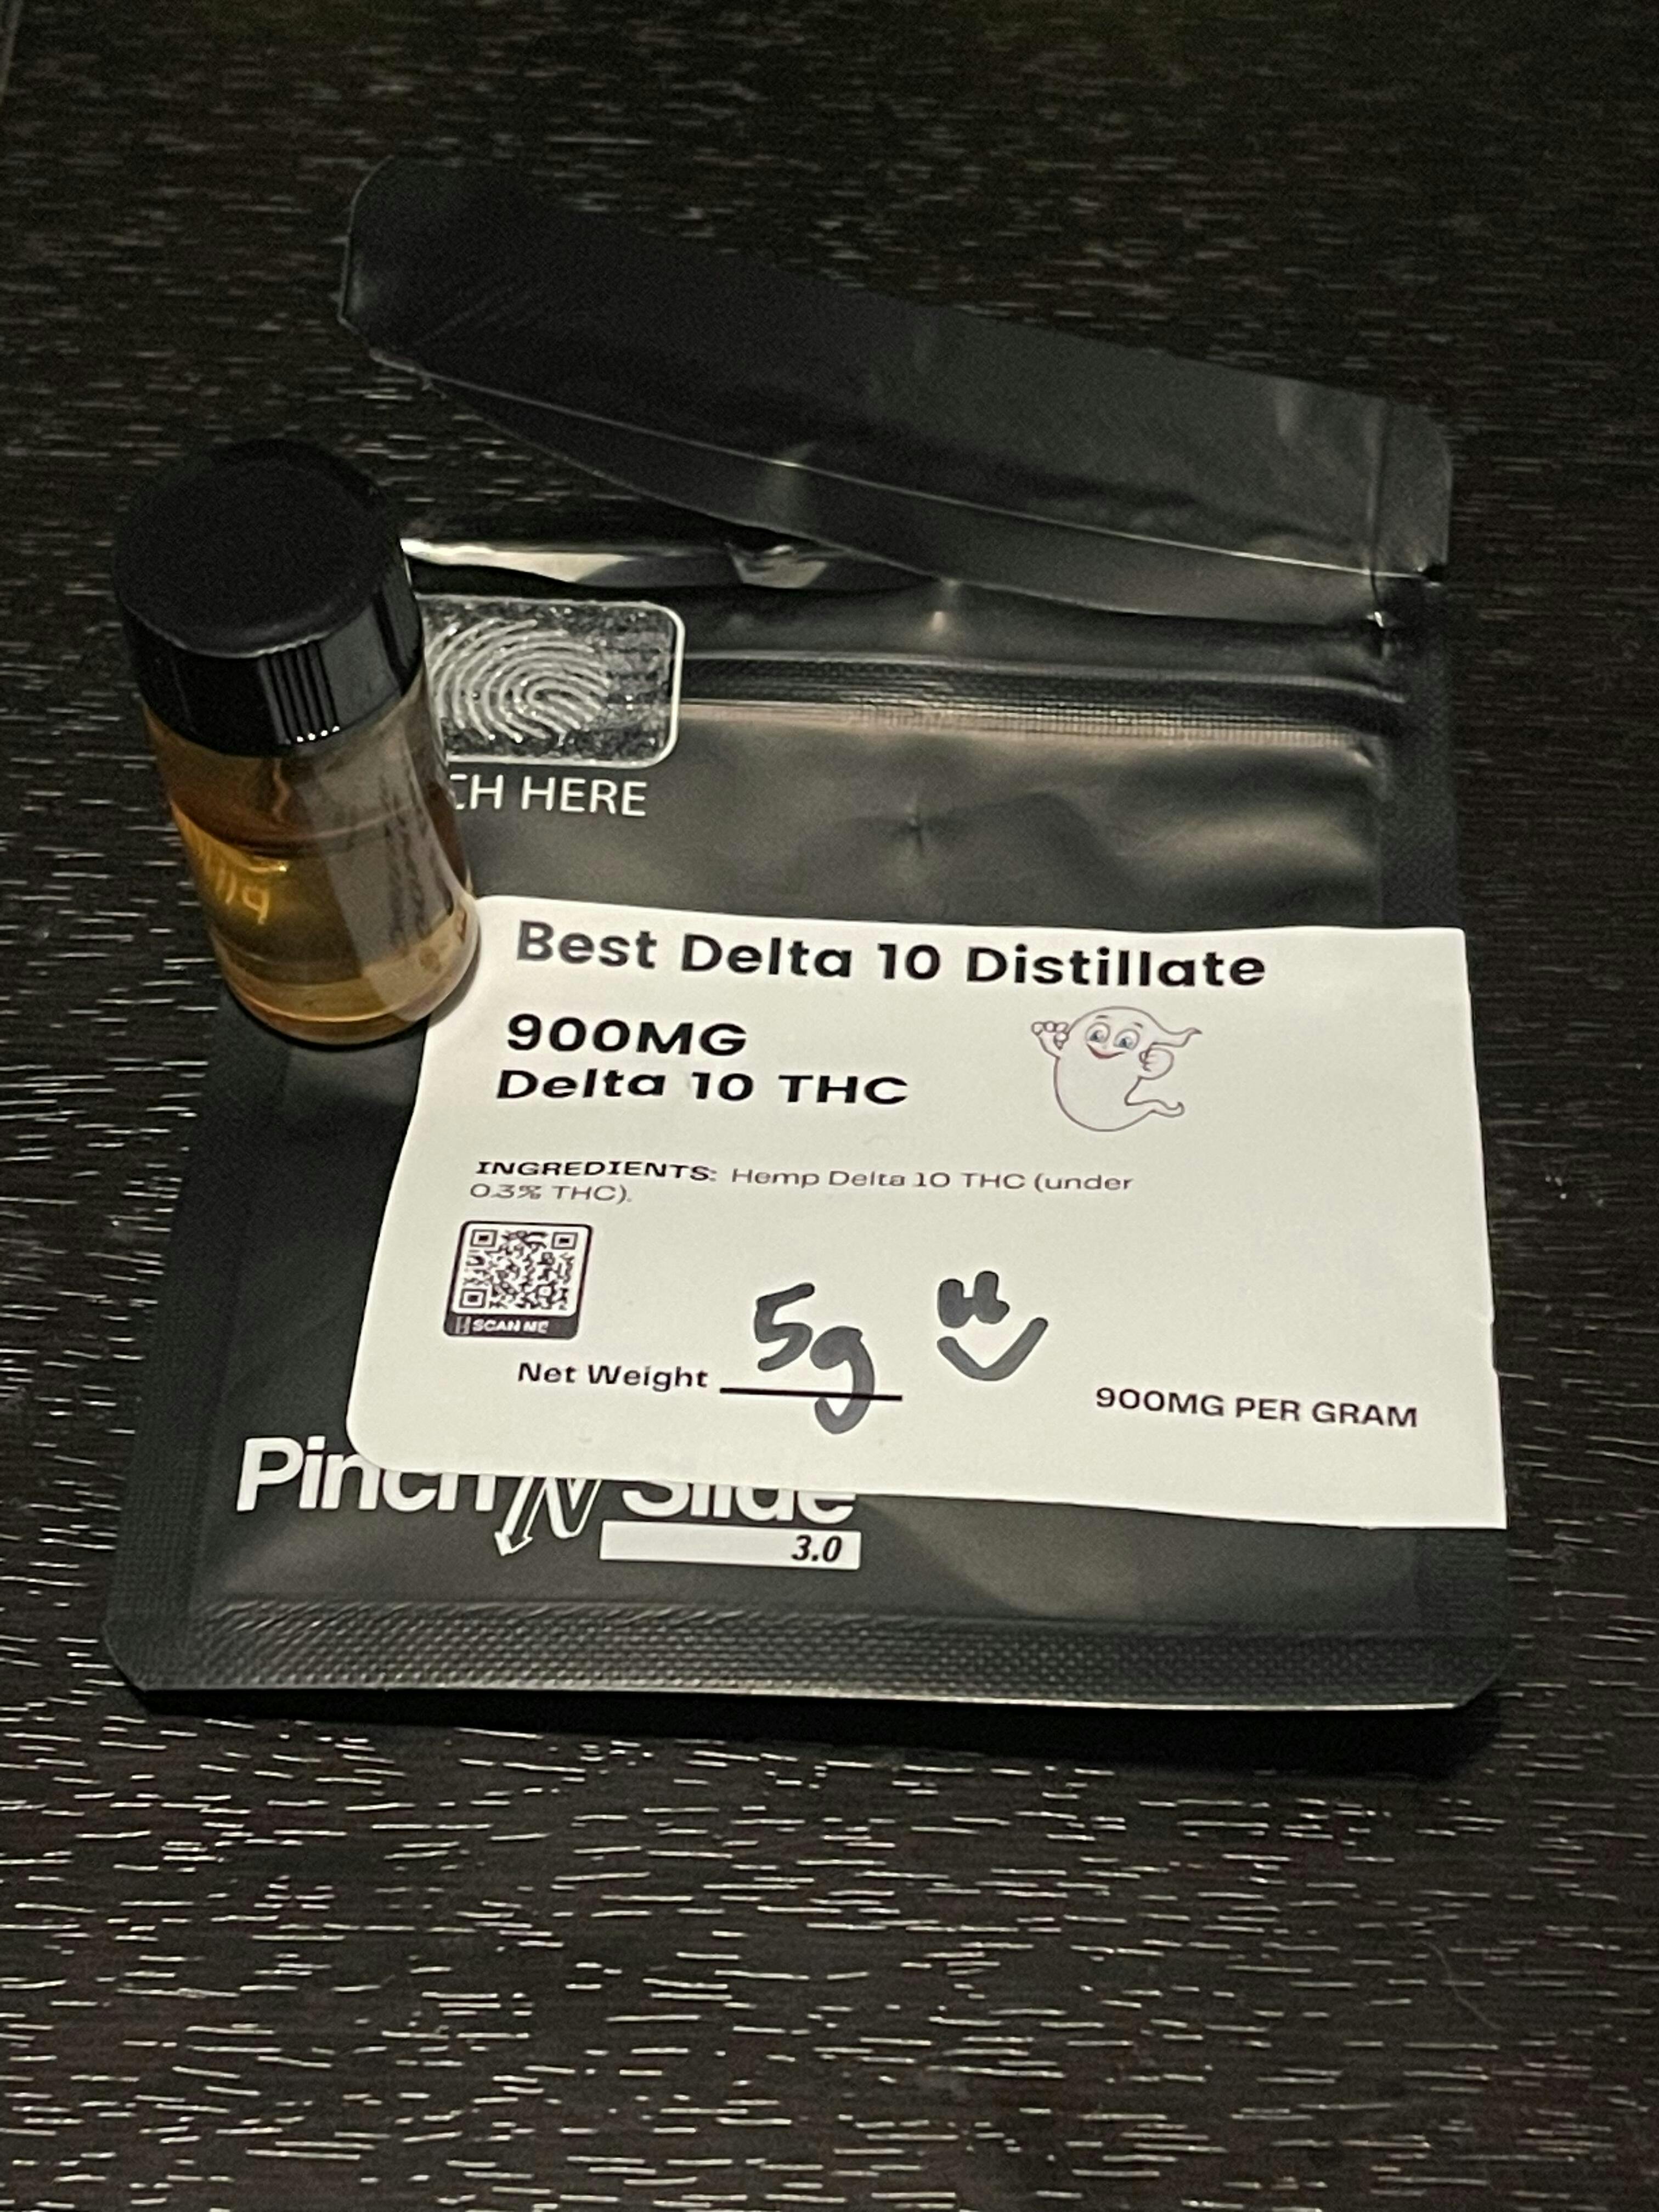 CH HERE
Best Delta 10 Distillate
900MG
Delta 10 THC
INGREDIENTS: Hemp Delta 10 THC (under
0.3% THC).
SCAN ME
5g
Net Weight
900MG PER GRAM
Pinch N Slide
3.0